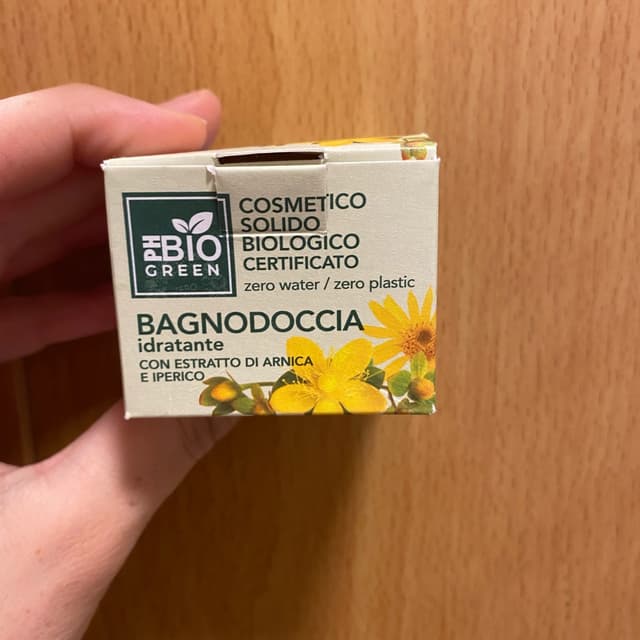 PH BIO
GREEN
COSMETICO
SOLIDO
BIOLOGICO
CERTIFICATO
zero water / zero plastic
BAGNODOCCIA
idratante
CON ESTRATTO DI ARNICA
E IPERICO